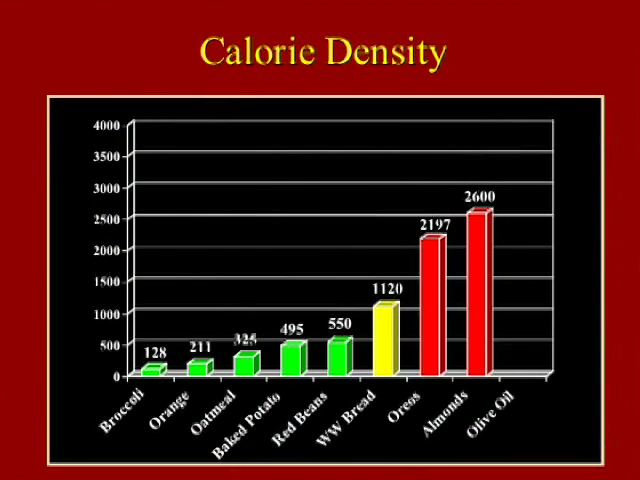 Calorie Density
4000
3500
3000
2500
2000
1500
1000
500
0
128
211
495
550
1120
2197
2600
Broccoli
Orange
Oatmeal
Baked Potato
Red Beans
WW Bread
Oreos
Almonds
Olive Oil